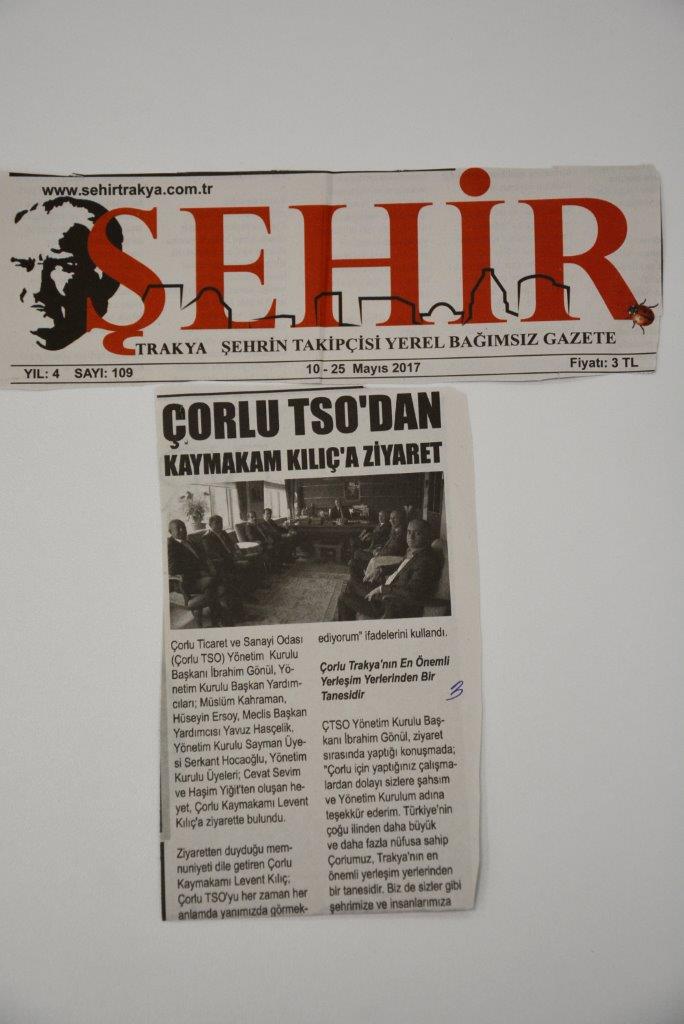 www.sehirtrakya.com.tr
ŞEHİR
TRAKYA ŞEHRİN TAKİPÇİSİ YEREL BAĞIMSIZ GAZETE
YIL: 4 SAYI: 109
10 - 25 Mayıs 2017
Fiyatı: 3 TL
ÇORLU TSO'DAN
KAYMAKAM KILIÇ'A ZİYARET
Çorlu Ticaret ve Sanayi Odası
(Çorlu TSO) Yönetim Kurulu
Başkanı İbrahim Gönül, Yö-
netim Kurulu Başkan Yardım-
cıları; Müslüm Kahraman,
Hüseyin Ersoy, Meclis Başkan
Yardımcısı Yavuz Hasçelik,
Yönetim Kurulu Sayman Üye-
si Serkant Hocaoğlu, Yönetim
Kurulu Üyeleri; Cevat Sevim
ve Haşim Yiğit'ten oluşan he-
yet, Çorlu Kaymakamı Levent
Kılıç'a ziyarette bulundu.
Ziyaretten duyduğu mem-
nuniyeti dile getiren Çorlu
Kaymakamı Levent Kılıç;
Çorlu TSO'yu her zaman her
anlamda yanımızda görmek-
ediyorum" ifadelerini kullandı.
Çorlu Trakya'nın En Önemli
Yerleşim Yerlerinden Bir
Tanesidir
3
ÇTSO Yönetim Kurulu Baş-
kanı İbrahim Gönül, ziyaret
sırasında yaptığı konuşmada;
"Çorlu için yaptığınız çalışma-
lardan dolayı sizlere şahsım
ve Yönetim Kurulum adına
teşekkür ederim. Türkiye'nin
çoğu ilinden daha büyük
ve daha fazla nüfusa sahip
Çorlumuz, Trakya'nın en
önemli yerleşim yerlerinden
bir tanesidir. Biz de sizler gibi
şehrimize ve insanlarımıza